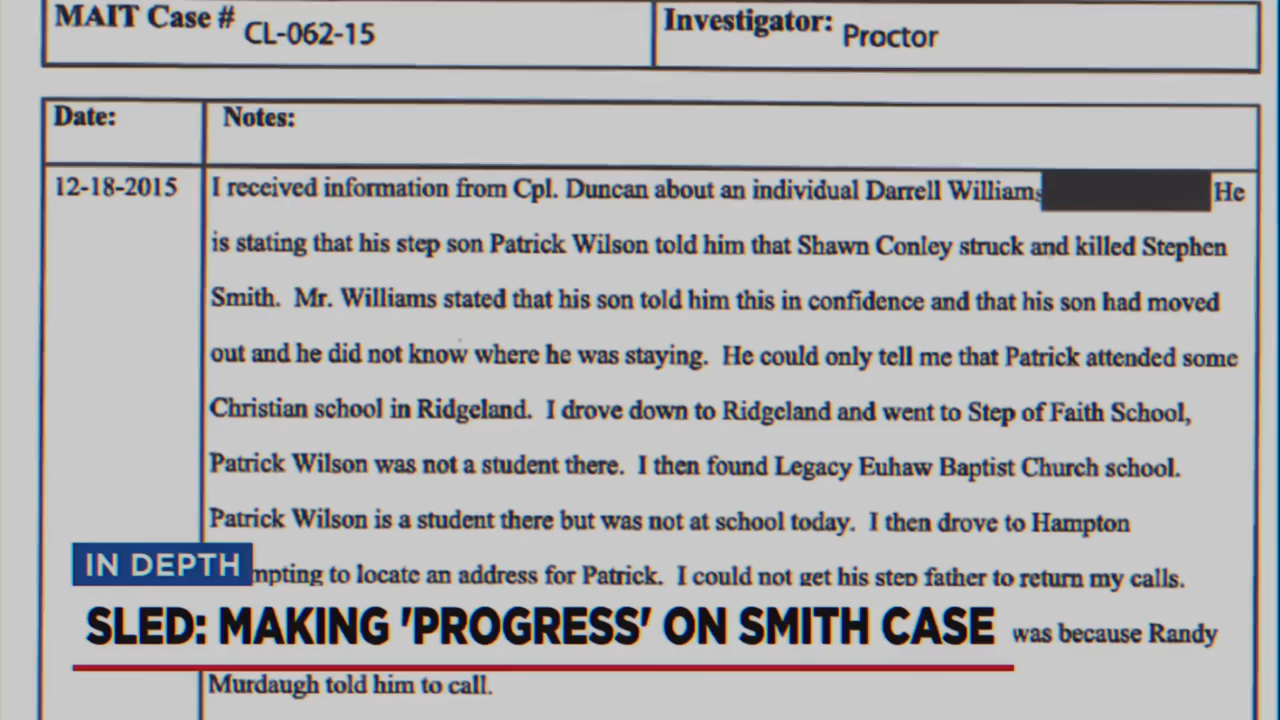 MAIT Case # CL-062-15
Investigator: Proctor
Date:
Notes:
12-18-2015
I received information from Cpl. Duncan about an individual Darrell Williams He
is stating that his step son Patrick Wilson told him that Shawn Conley struck and killed Stephen
Smith. Mr. Williams stated that his son told him this in confidence and that his son had moved
out and he did not know where he was staying. He could only tell me that Patrick attended some
Christian school in Ridgeland. I drove down to Ridgeland and went to Step of Faith School,
Patrick Wilson was not a student there. I then found Legacy Euhaw Baptist Church school.
Patrick Wilson is a student there but was not at school today. I then drove to Hampton
mpting to locate an address for Patrick. I could not get his step father to return my calls.
was because Randy
Murdaugh told him to call.
IN DEPTH
SLED: MAKING 'PROGRESS' ON SMITH CASE